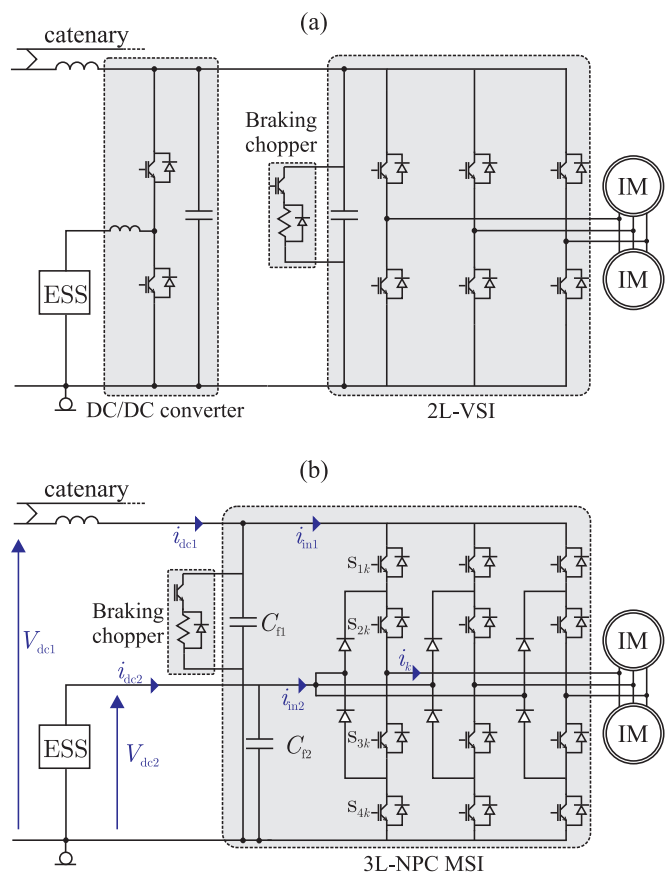 (a)
catenary
Braking
chopper
IM
ESS
IM
DC/DC converter
2L-VSI
(b)
catenary
i_dc1
i_in1
S_1k
Braking
chopper
C_f1
S_2k
IM
V_dc1
i_dc2
i_k
i_in2
ESS
V_dc2
C_f2
S_3k
IM
S_4k
3L-NPC MSI